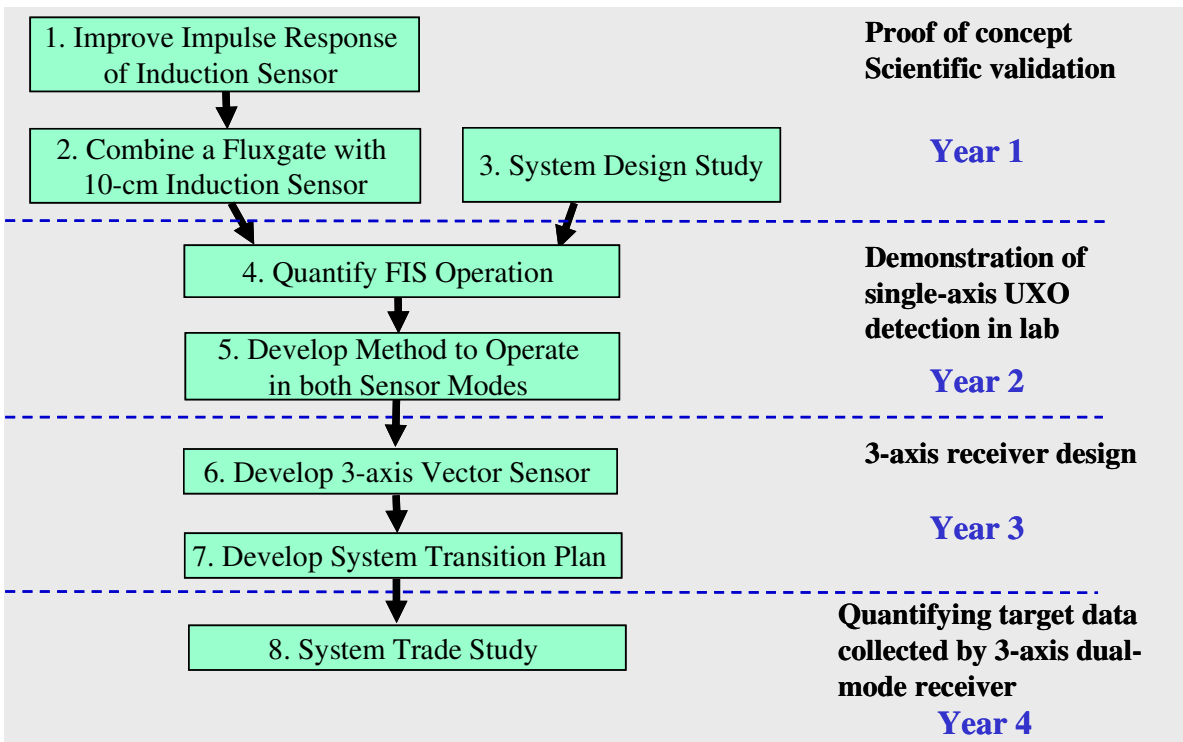 1. Improve Impulse Response
of Induction Sensor
Proof of concept
Scientific validation
2. Combine a Fluxgate with
10-cm Induction Sensor
3. System Design Study
Year 1
4. Quantify FIS Operation
Demonstration of
single-axis UXO
detection in lab
5. Develop Method to Operate
in both Sensor Modes
Year 2
6. Develop 3-axis Vector Sensor
3-axis receiver design
Year 3
7. Develop System Transition Plan
8. System Trade Study
Quantifying target data
collected by 3-axis dual-
mode receiver
Year 4